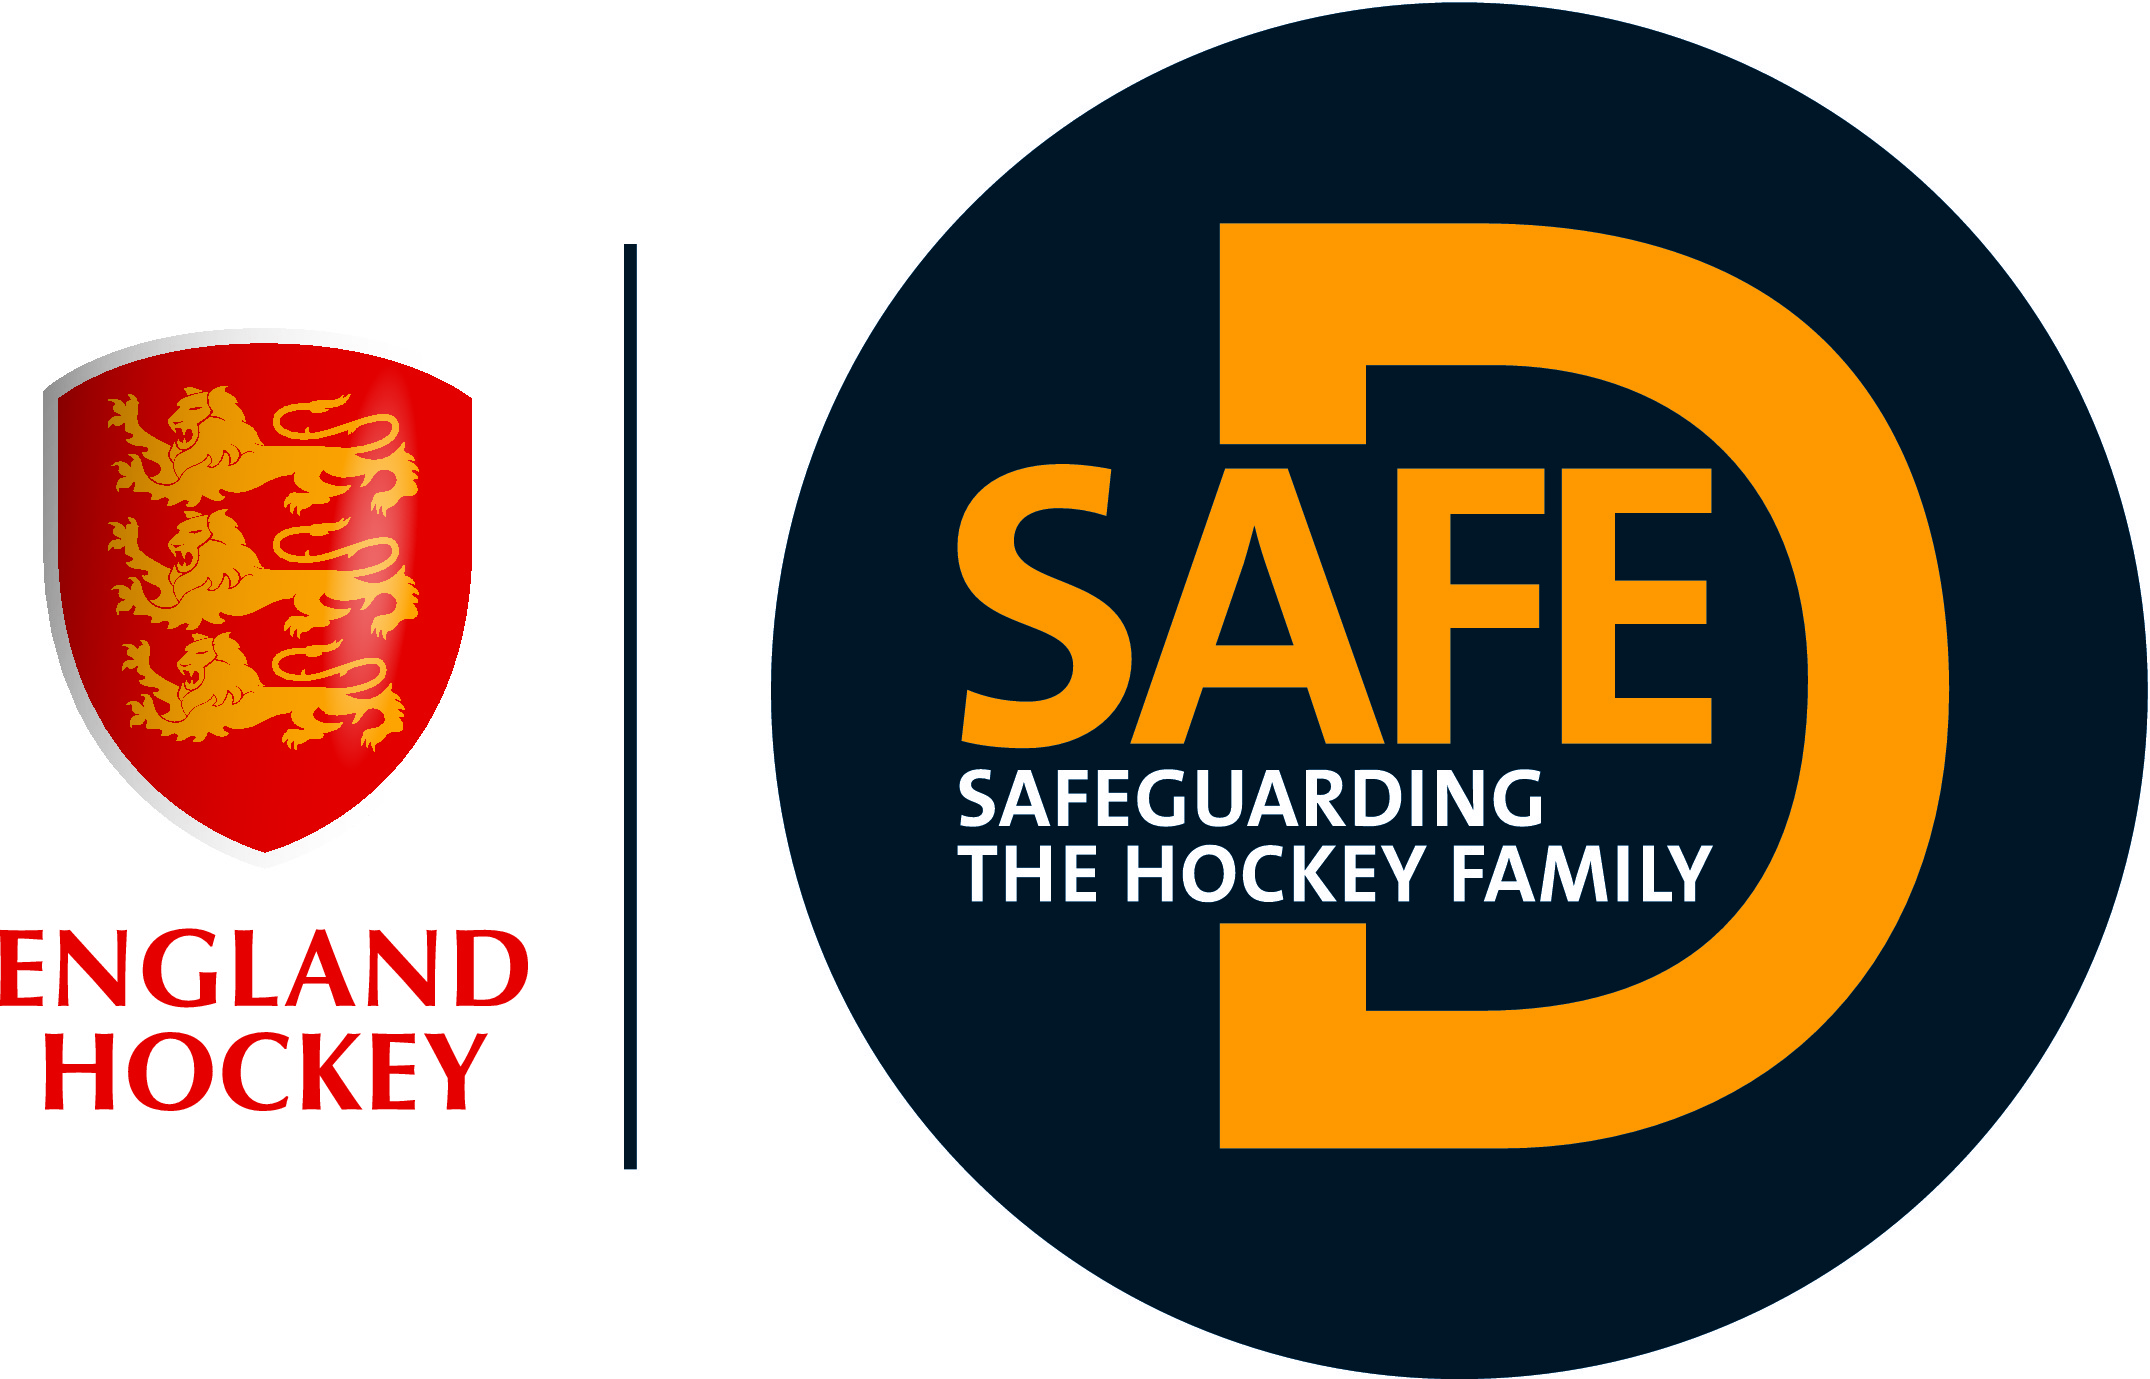 ENGLAND
HOCKEY
SAFE D
SAFEGUARDING
THE HOCKEY FAMILY